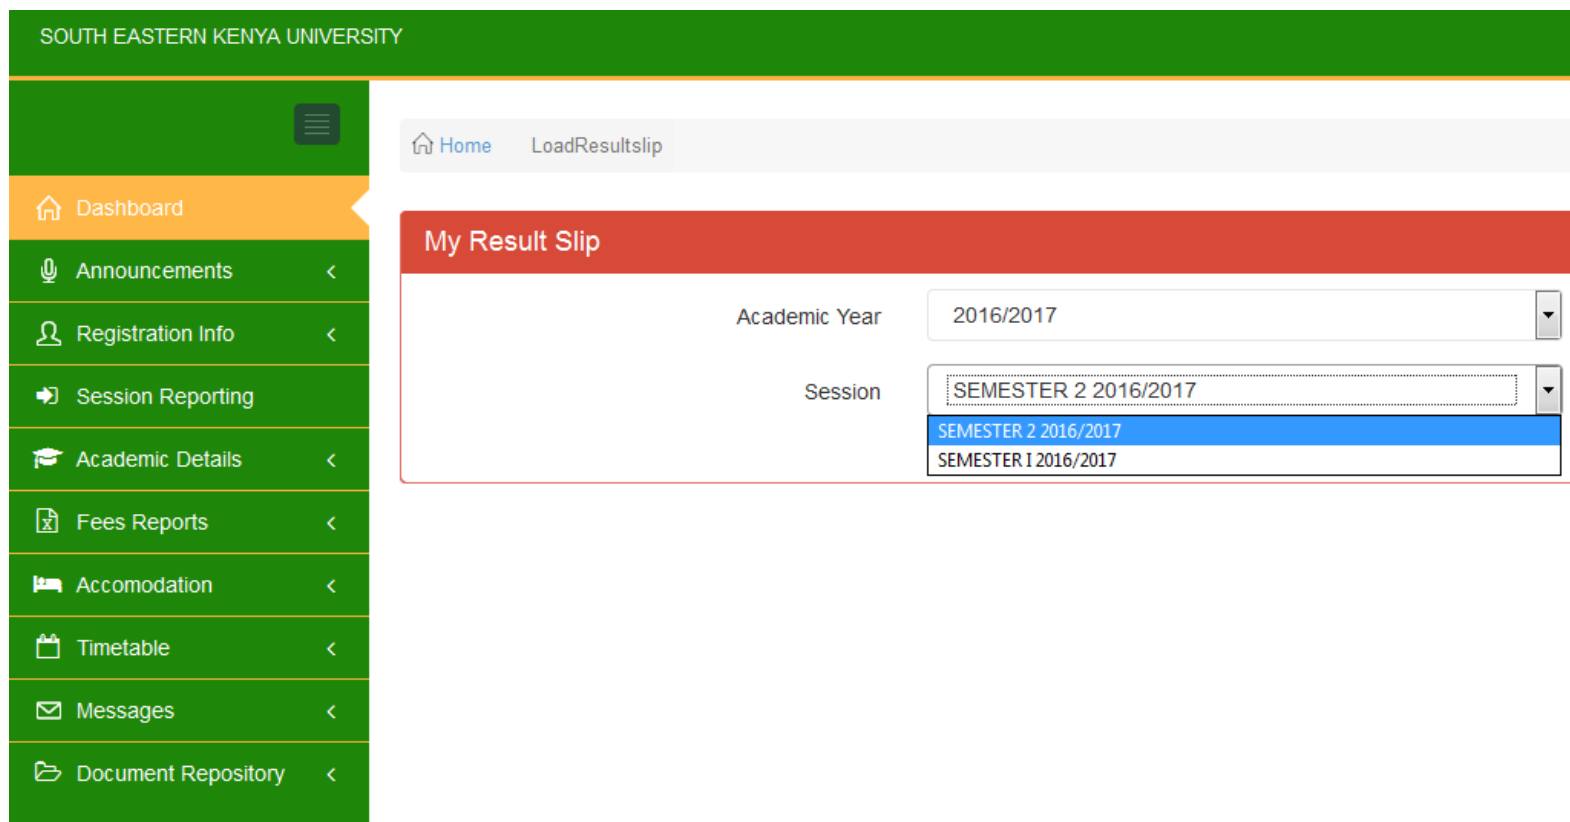 SOUTH EASTERN KENYA UNIVERSITY
Home LoadResultslip
Dashboard
Announcements
Registration Info
Session Reporting
Academic Details
Fees Reports
Accomodation
Timetable
Messages
Document Repository
My Result Slip
Academic Year 2016/2017
Session SEMESTER 2 2016/2017
SEMESTER 2 2016/2017
SEMESTER I 2016/2017